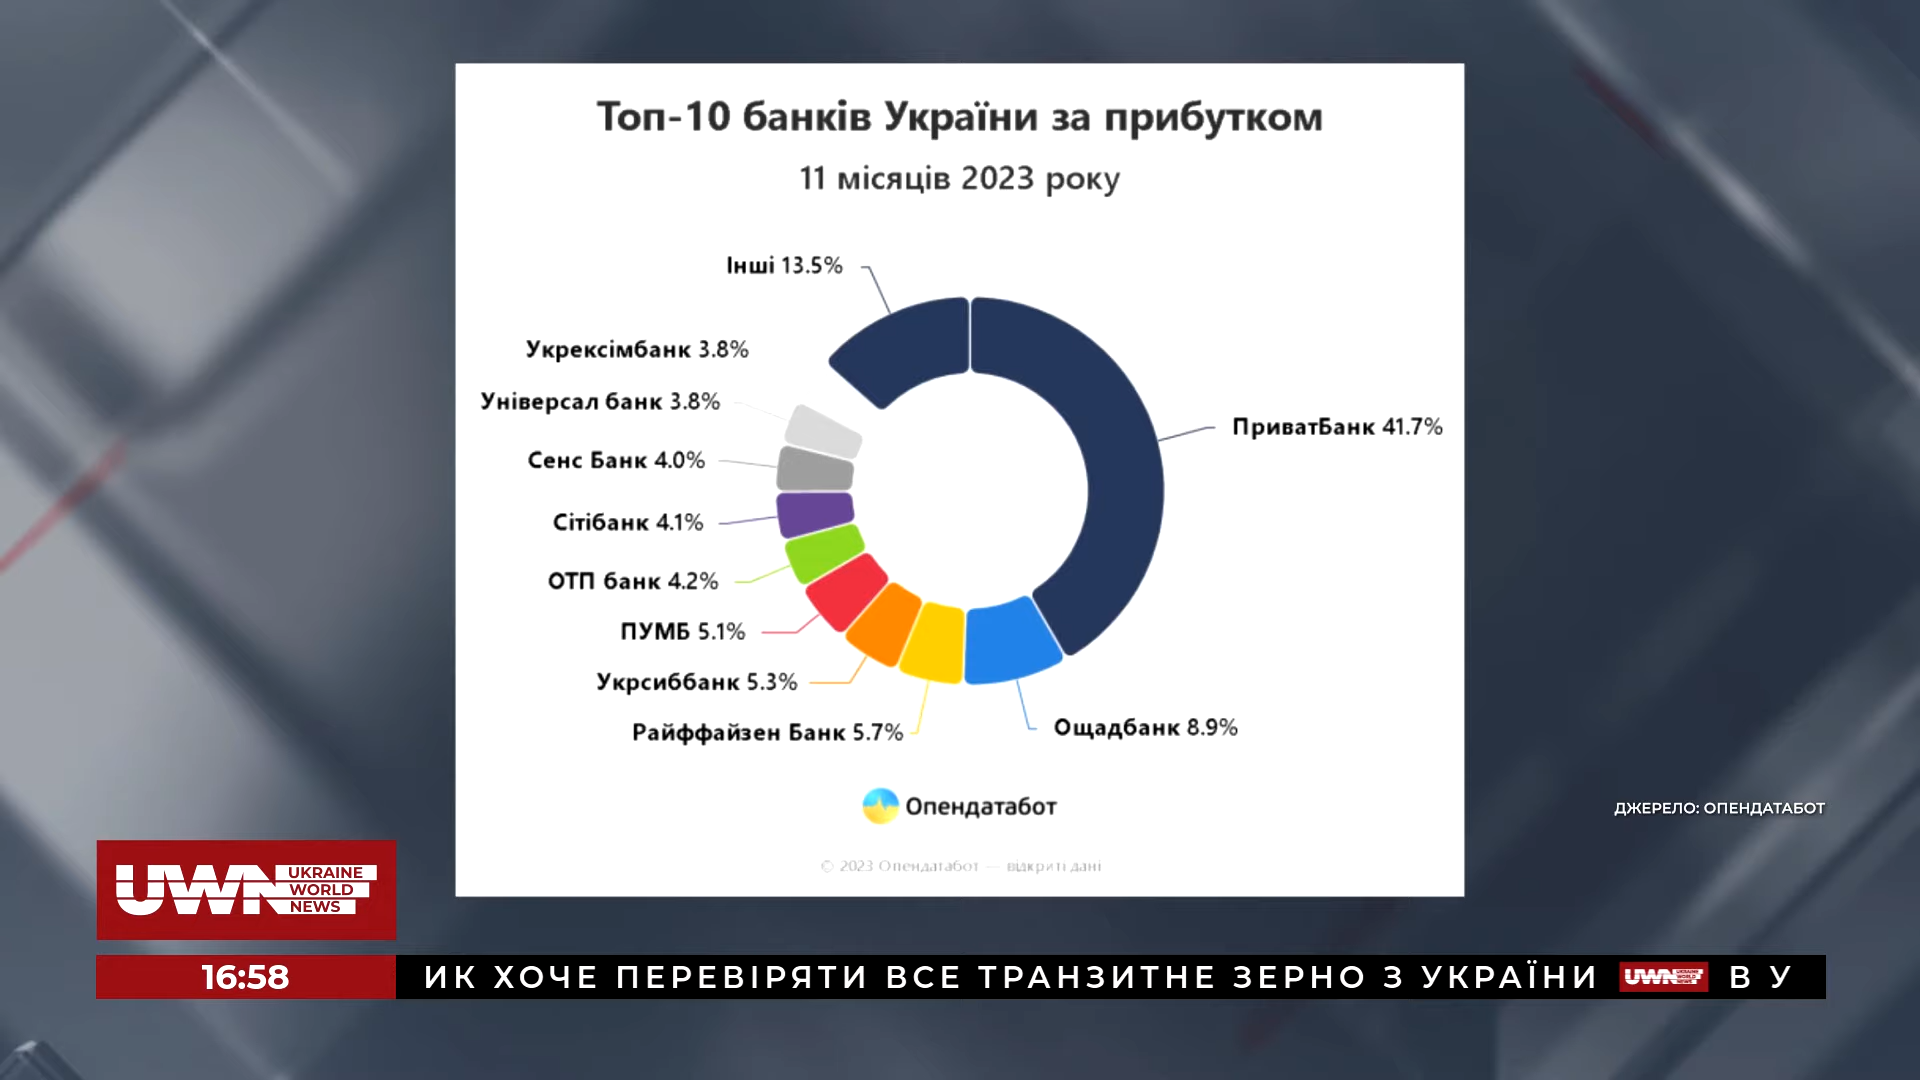 Топ-10 банків України за прибутком
11 місяців 2023 року
Інші 13.5%
Укрексімбанк 3.8%
Універсал банк 3.8%
ПриватБанк 41.7%
Сенс Банк 4.0%
Сітібанк 4.1%
ОТП банк 4.2%
ПУМБ 5.1%
Укрсиббанк 5.3%
Райффайзен Банк 5.7%
Ощадбанк 8.9%
Опендатабот
ДЖЕРЕЛО: ОПЕНДАТАБОТ
© 2023 Опендатабот — відкриті дані
UWN UKRAINE
WORLD
NEWS
16:58
ИК ХОЧЕ ПЕРЕВІРЯТИ ВСЕ ТРАНЗИТНЕ ЗЕРНО З УКРАЇНИ UWN UKRAINE WORLD NEWS В У